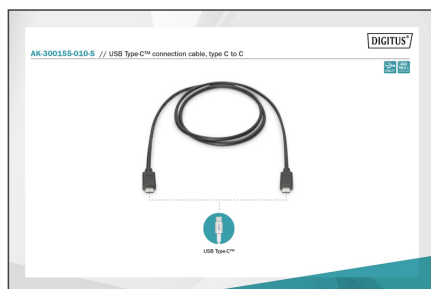 DIGITUS®
AK-300155-010-S // USB Type-C™ connection cable, type C to C
USB Type-C™